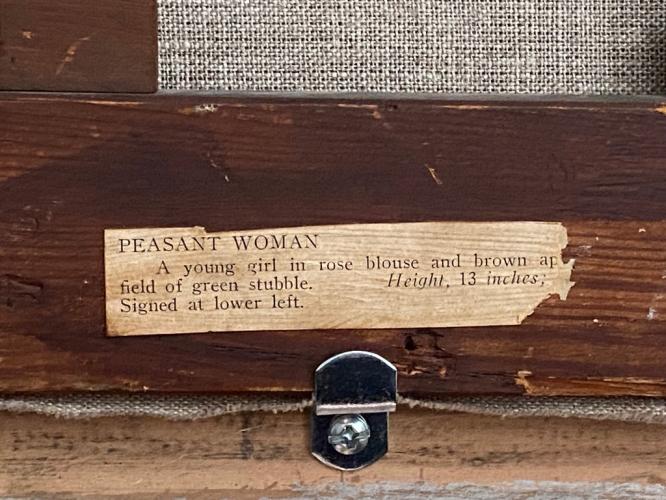 PEASANT WOMAN
A young girl in rose blouse and brown ap
field of green stubble. Height, 13 inches;
Signed at lower left.